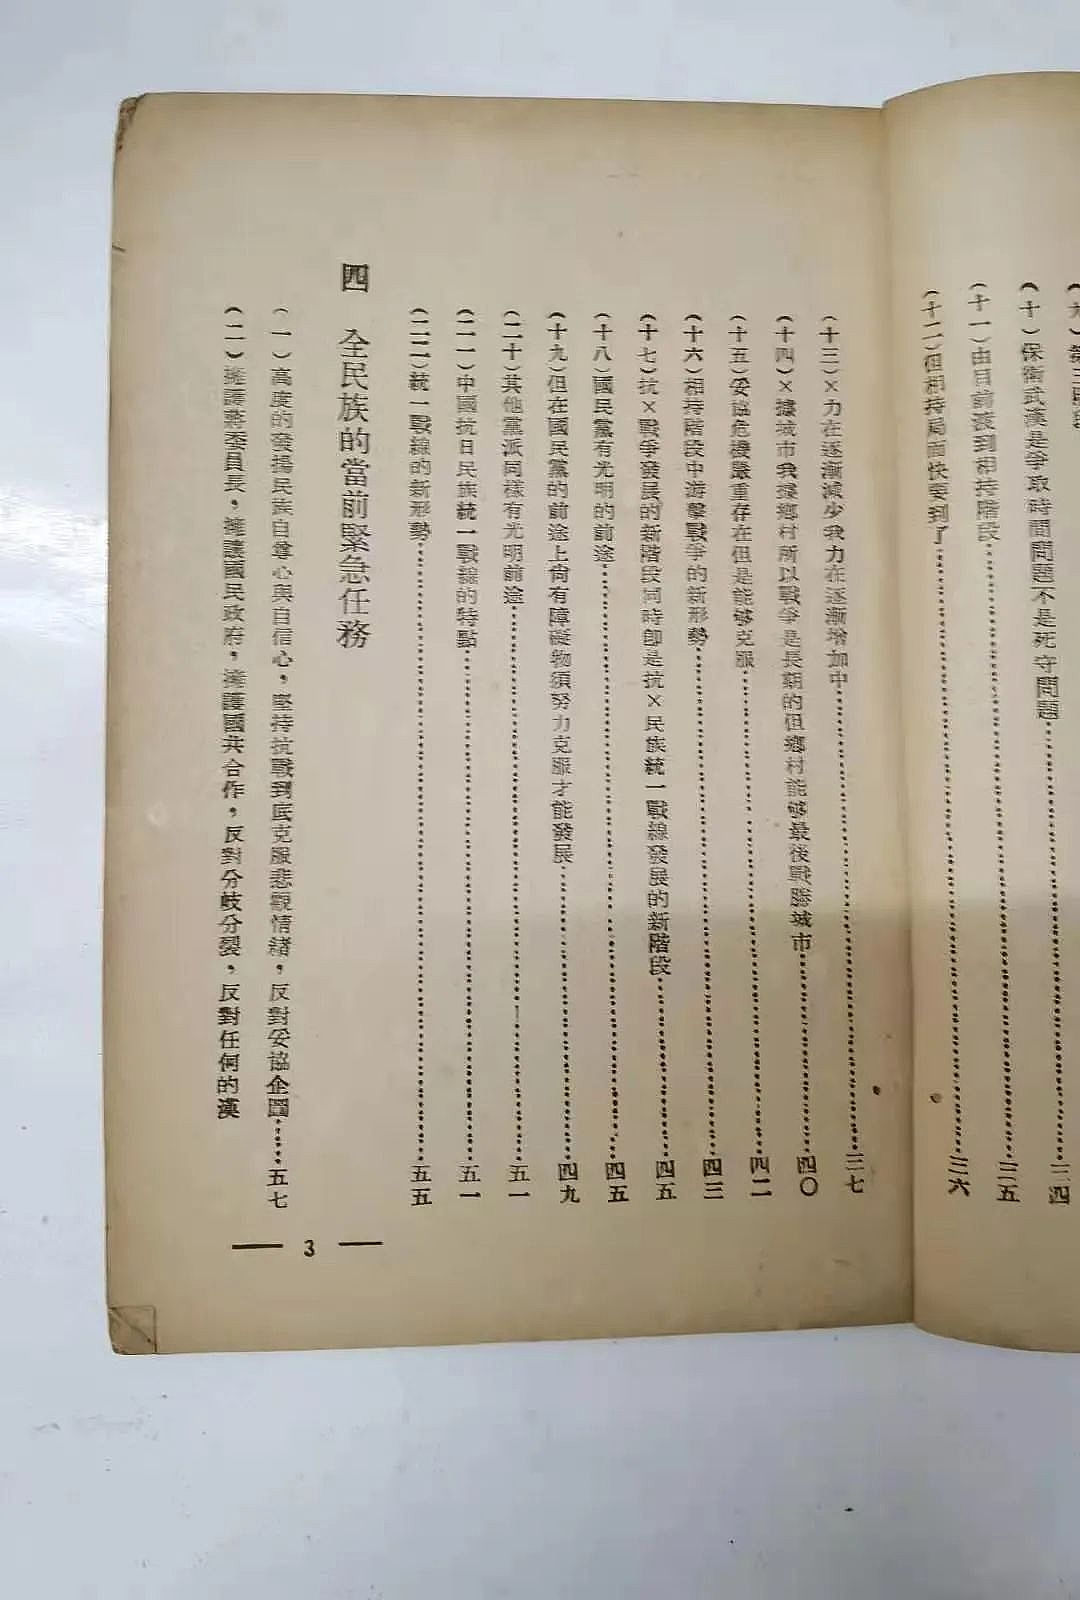 (十)保衛武漢是爭取時間問題不是死守問題……三四
(十一)由目前表到相持階段……三五
(十二)但相持局面快要到了……三六
(十三)×力在逐漸減少我力在逐漸增加中……三七
(十四)×據城市我據鄉村所以戰爭是長期的但鄉村能够最後戰勝城市……四〇
(十五)妥協危機嚴重存在但是能够克服……四二
(十六)相持階段中游擊戰爭的新形勢……四三
(十七)抗×戰爭發展的新階段同時卽是抗×民族統一戰線發展的新階段……四五
(十八)國民黨有光明的前途……四五
(十九)但在國民黨的前途上尙有障礙物須努力克服才能發展……四九
(二十)其他黨派同樣有光明前途……五一
(二一)中國抗日民族統一戰線的特點……五一
(二二)統一戰線的新形勢……五五
四 全民族的當前緊急任務
(一)高度的發揚民族自尊心與自信心,堅持抗戰到底克服悲觀情緒,反對妥協企圖……五七
(二)擁護蔣委員長,擁護國民政府,擁護國共合作,反對分歧分裂,反對任何的漢
— 3 —